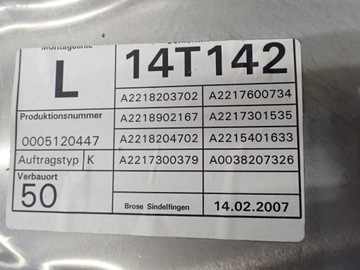 Montagelinie
L 14T142
A2218203702 A2217600734
Produktionsnummer A2218902167 A2217301535
0005120447 A2218204702 A2215401633
Auftragstyp K A2217300379 A0038207326
Verbauort
50 Brose Sindelfingen 14.02.2007